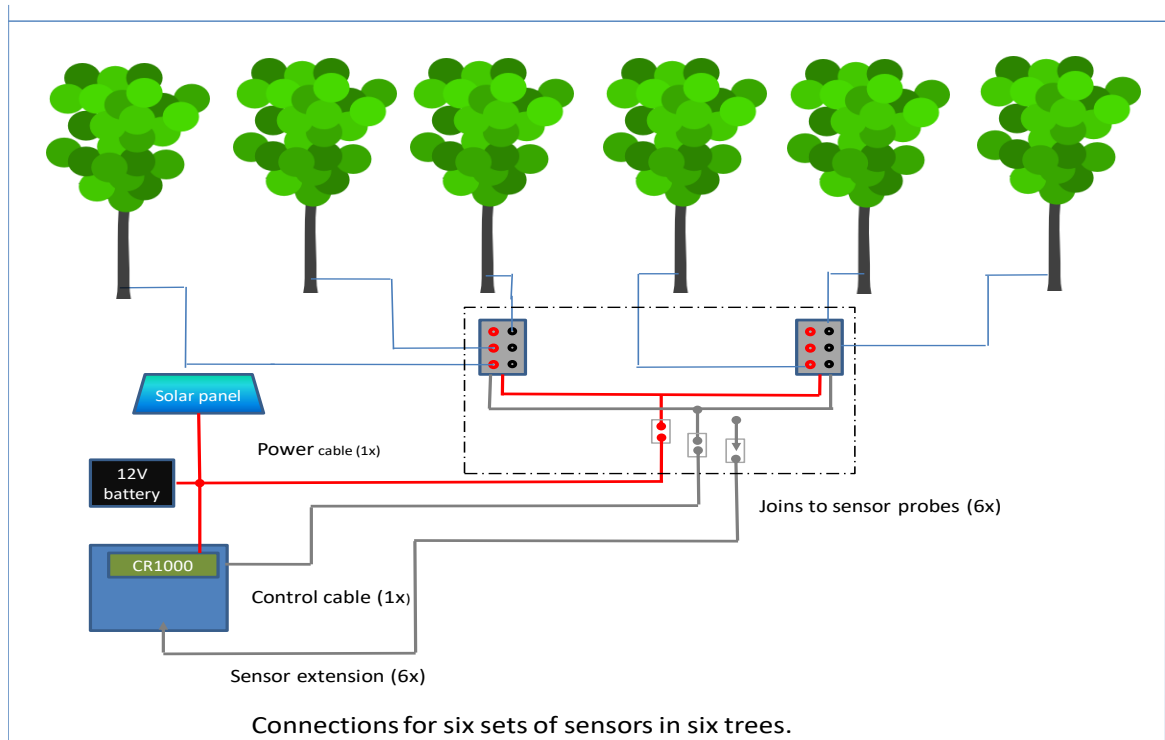 Solar panel
Power cable (1x)
12V
battery
Joins to sensor probes (6x)
CR1000
Control cable (1x)
Sensor extension (6x)
Connections for six sets of sensors in six trees.